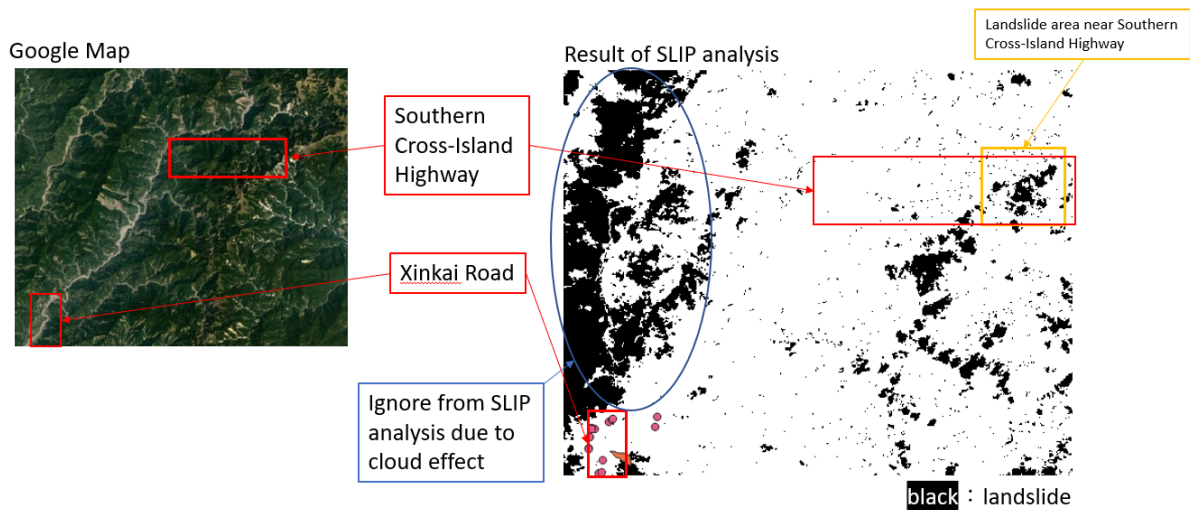 Landslide area near Southern
Cross-Island Highway
Google Map
Result of SLIP analysis
Southern
Cross-Island
Highway
Xinkai Road
Ignore from SLIP
analysis due to
cloud effect
black：landslide